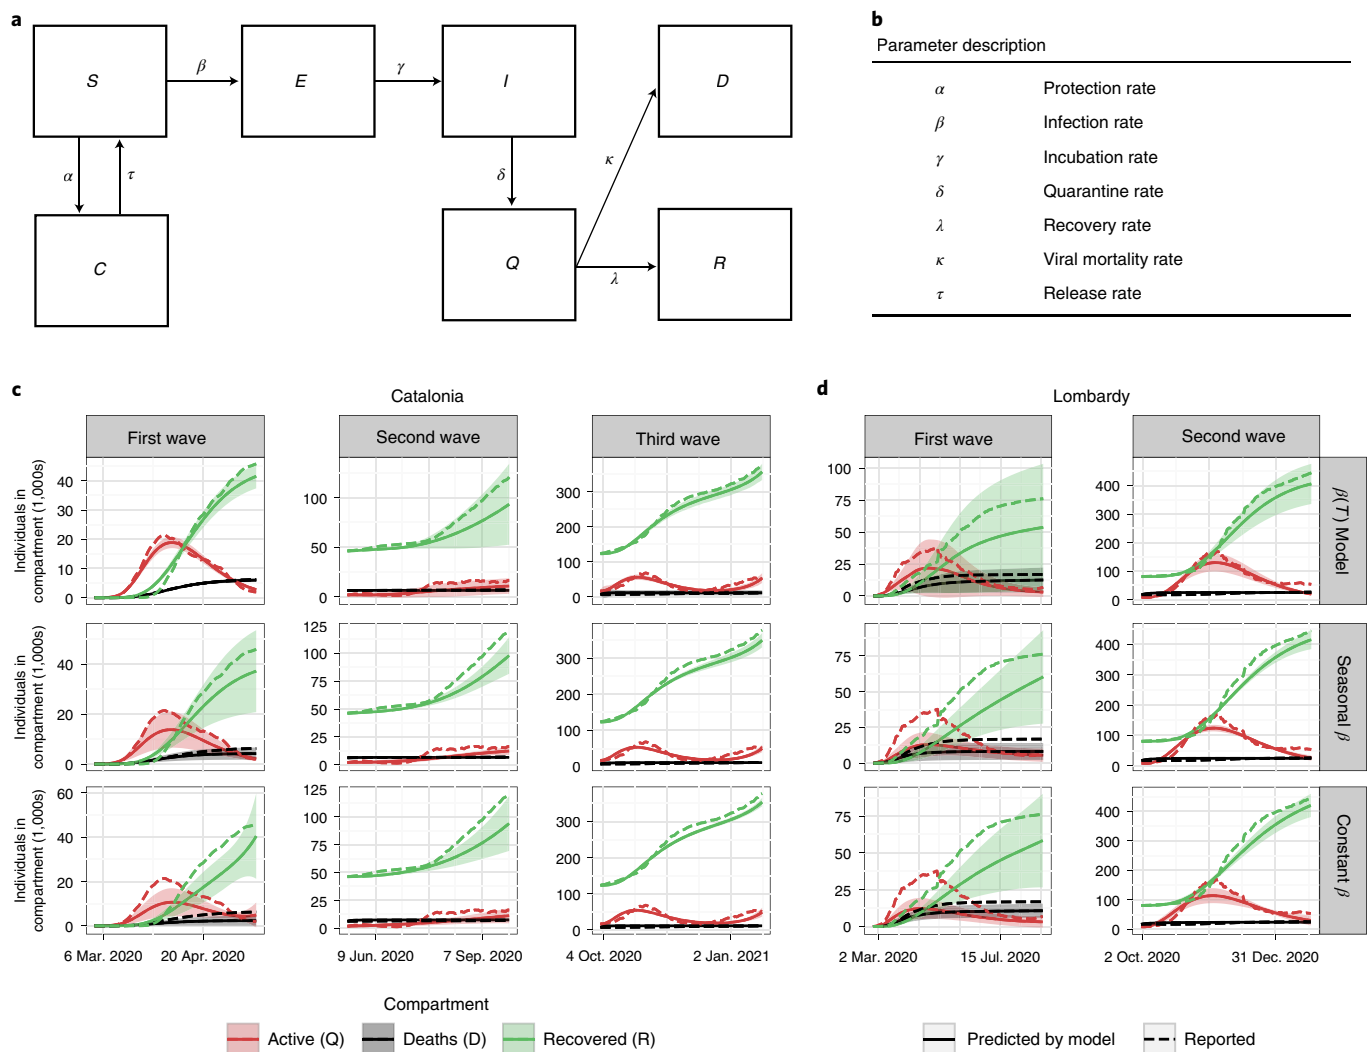 a
S
β
E
γ
I
D
α
τ
δ
κ
C
Q
λ
R
b
Parameter description
α Protection rate
β Infection rate
γ Incubation rate
δ Quarantine rate
λ Recovery rate
κ Viral mortality rate
τ Release rate
c
Catalonia
First wave
Second wave
Third wave
Individuals in
compartment (1,000s)
40
30
20
10
0
100
50
0
300
200
100
0
Individuals in
compartment (1,000s)
40
20
0
125
100
75
50
25
0
300
200
100
0
Individuals in
compartment (1,000s)
60
40
20
0
125
100
75
50
25
0
300
200
100
0
6 Mar. 2020
20 Apr. 2020
9 Jun. 2020
7 Sep. 2020
4 Oct. 2020
2 Jan. 2021
d
Lombardy
First wave
Second wave
100
75
50
25
0
400
300
200
100
0
β(T) Model
75
50
25
0
400
300
200
100
0
Seasonal β
75
50
25
0
400
300
200
100
0
Constant β
2 Mar. 2020
15 Jul. 2020
2 Oct. 2020
31 Dec. 2020
Compartment
Active (Q)
Deaths (D)
Recovered (R)
Predicted by model
Reported